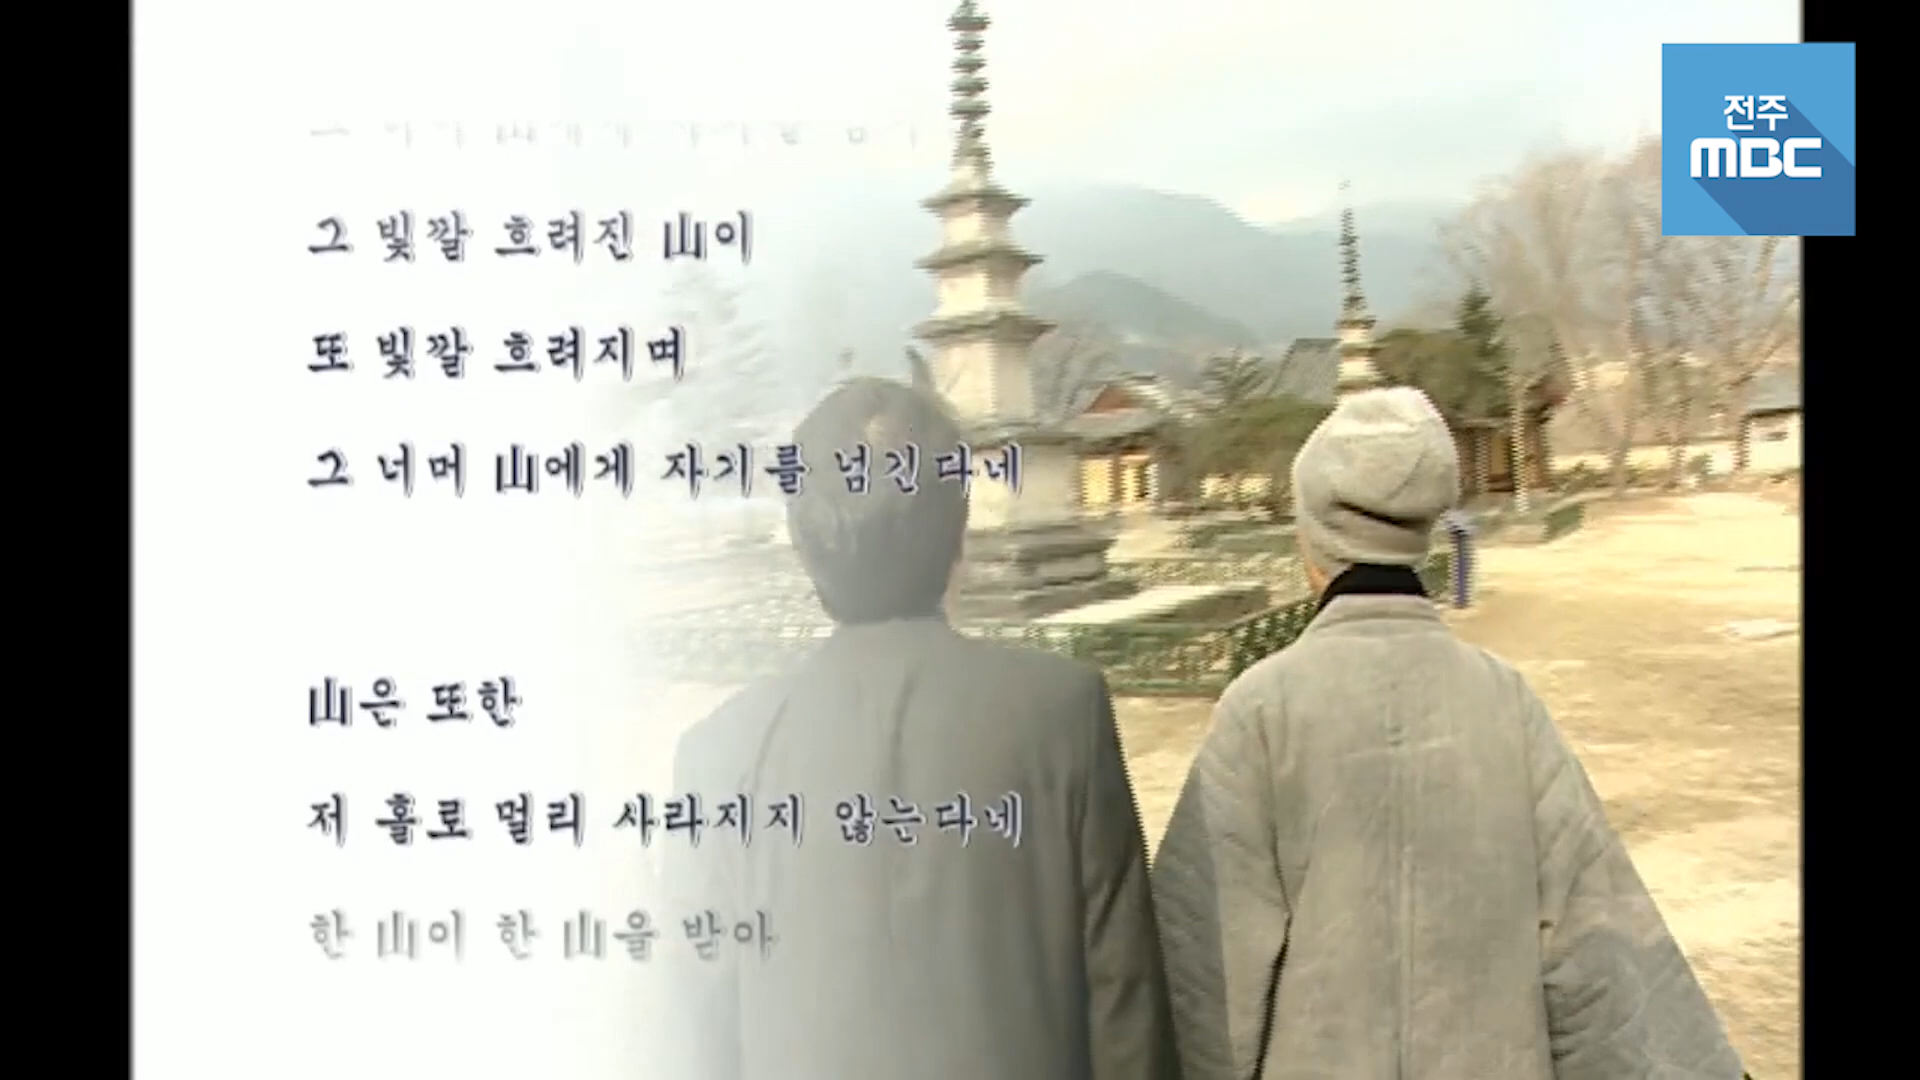 그 빛깔 흐려진 山이
또 빛깔 흐려지며
그 너머 山에게 자기를 넘긴다네
山은 또한
저 홀로 멀리 사라지지 않는다네
한 山이 한 山을 받아
전주
MBC